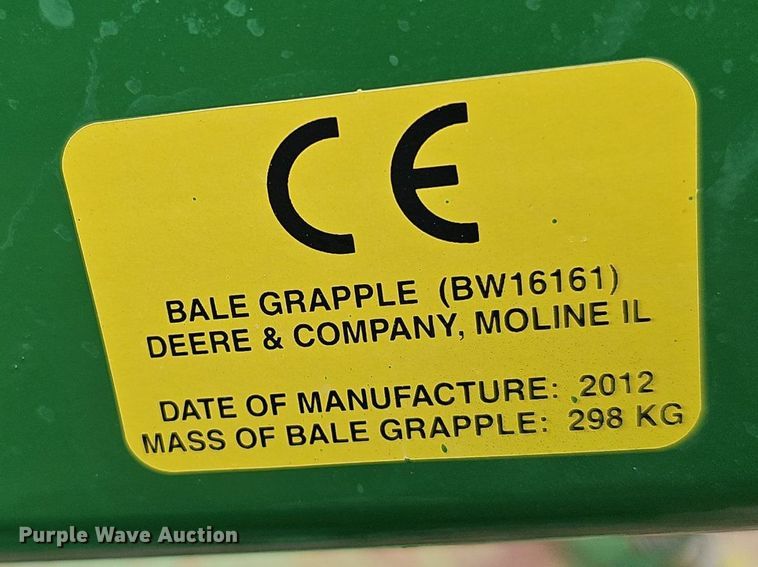 CE
BALE GRAPPLE (BW16161)
DEERE & COMPANY, MOLINE IL
DATE OF MANUFACTURE: 2012
MASS OF BALE GRAPPLE: 298 KG
Purple Wave Auction